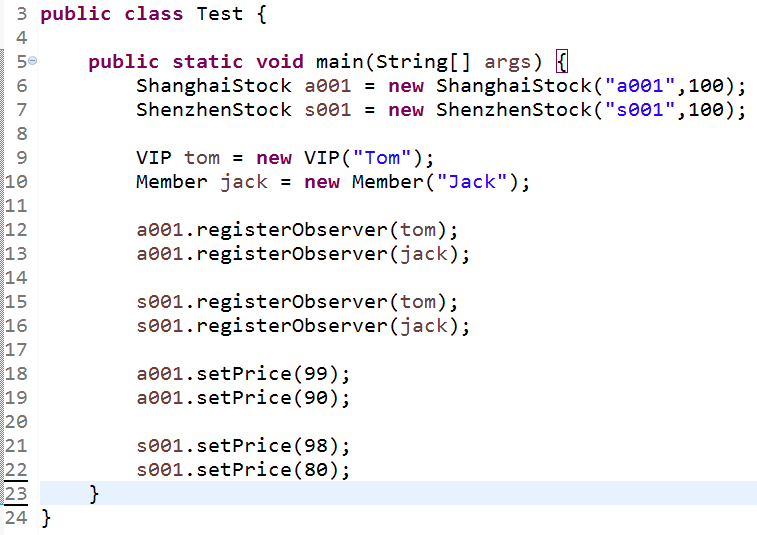 3 public class Test {
4
5 public static void main(String[] args) {
6 ShanghaiStock a001 = new ShanghaiStock("a001",100);
7 ShenzhenStock s001 = new ShenzhenStock("s001",100);
8
9 VIP tom = new VIP("Tom");
10 Member jack = new Member("Jack");
11
12 a001.registerObserver(tom);
13 a001.registerObserver(jack);
14
15 s001.registerObserver(tom);
16 s001.registerObserver(jack);
17
18 a001.setPrice(99);
19 a001.setPrice(90);
20
21 s001.setPrice(98);
22 s001.setPrice(80);
23 }
24 }